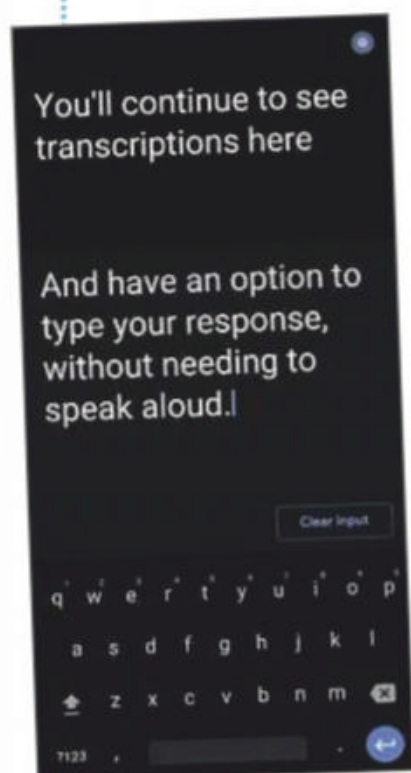 You'll continue to see
transcriptions here
And have an option to
type your response,
without needing to
speak aloud.
Clear input
q w e r t y u i o p
a s d f g h j k l
z x c v b n m
?123 , .